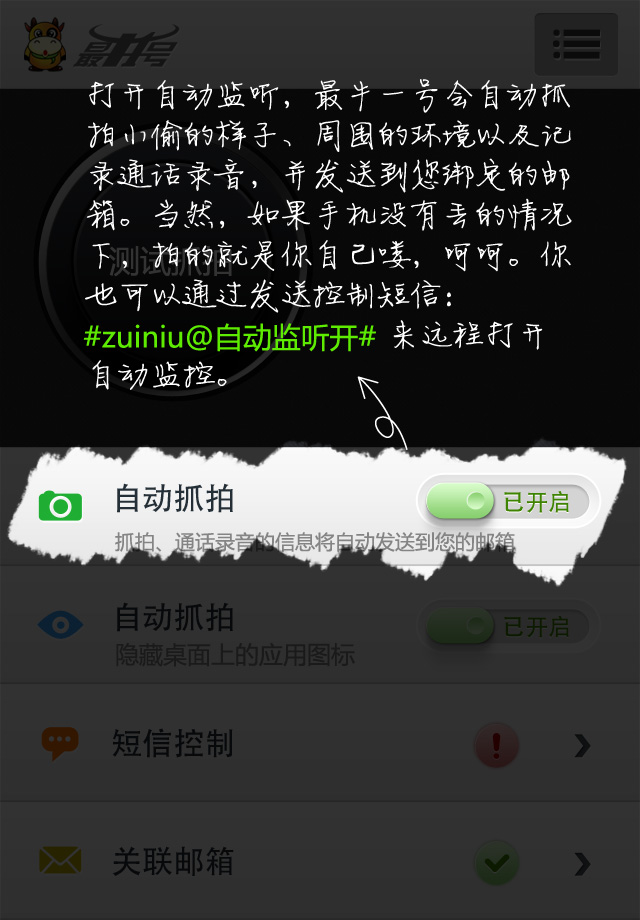 最牛号
打开自动监听，最牛一号会自动抓
拍小偷的样子、周围的环境以及记
录通话录音，并发送到您绑定的邮
箱。当然，如果手机没有丢的情况
下，拍的就是你自己喽，呵呵。你
也可以通过发送控制短信：
#zuiniu@自动监听开# 来远程打开
自动监控。
测试抓拍
自动抓拍
已开启
抓拍、通话录音的信息将自动发送到您的邮箱
自动抓拍
已开启
隐藏桌面上的应用图标
短信控制
关联邮箱